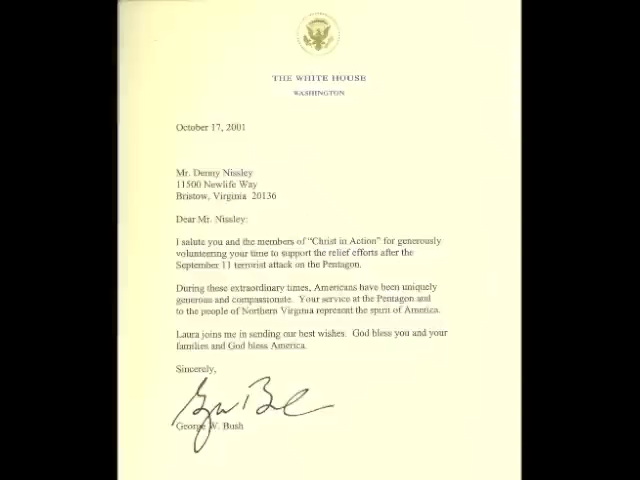 THE WHITE HOUSE
WASHINGTON
October 17, 2001
Mr. Denny Nissley
11500 Newlife Way
Bristow, Virginia 20136
Dear Mr. Nissley:
I salute you and the members of "Christ in Action" for generously
volunteering your time to support the relief efforts after the
September 11 terrorist attack on the Pentagon.
During these extraordinary times, Americans have been uniquely
generous and compassionate. Your service at the Pentagon and
to the people of Northern Virginia represent the spirit of America.
Laura joins me in sending our best wishes. God bless you and your
families and God bless America.
Sincerely,
George W. Bush